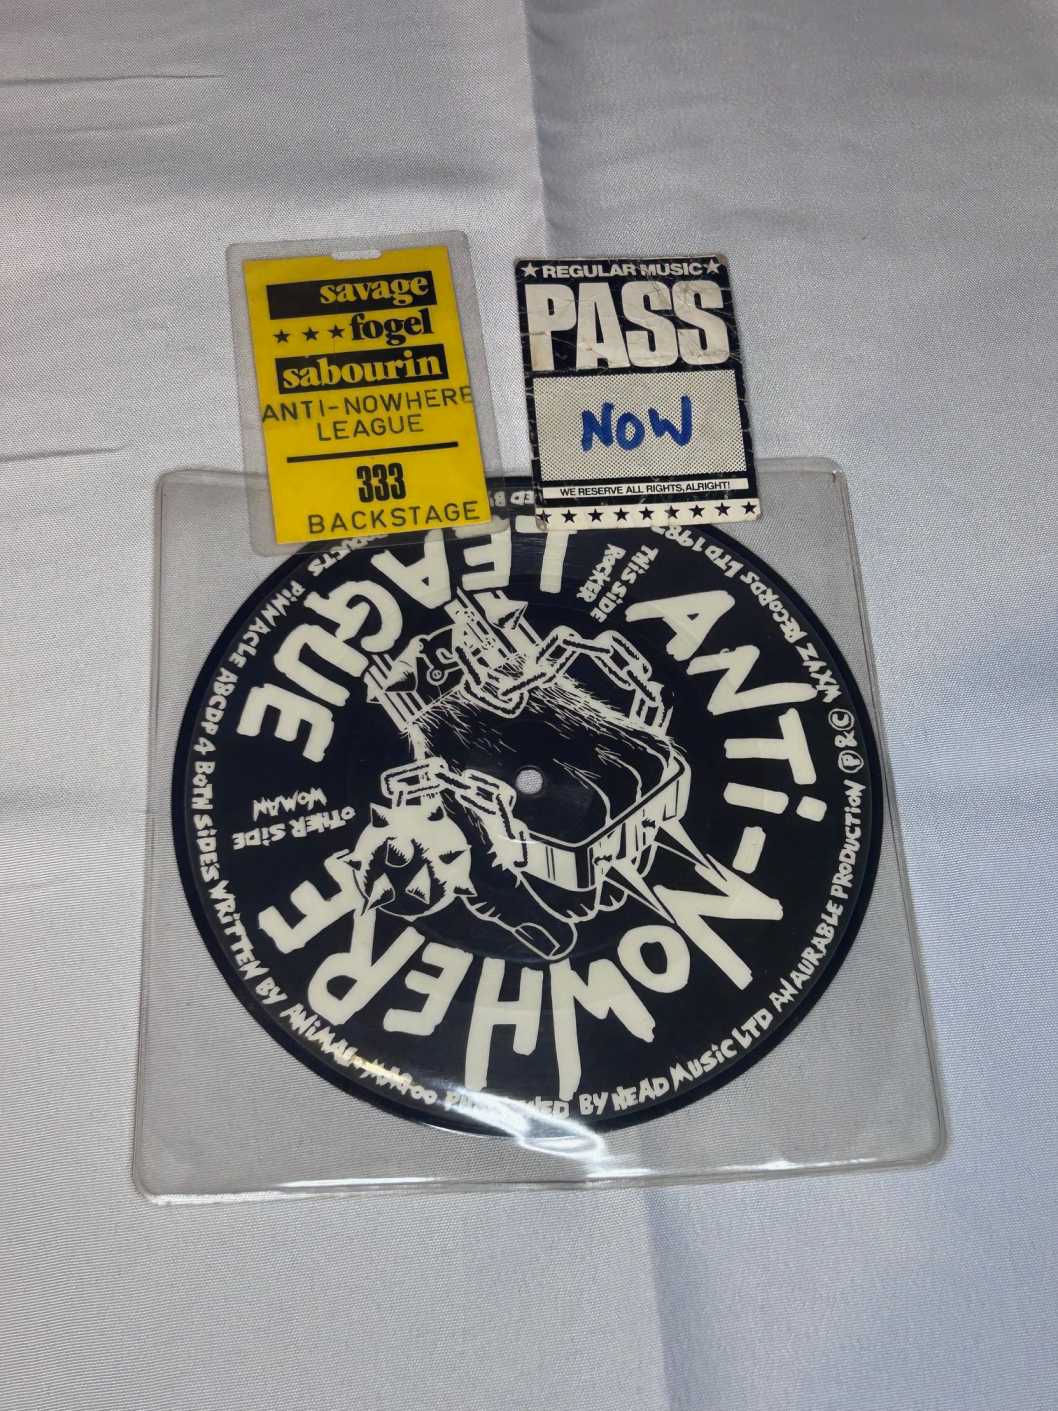 savage
★★★fogel
sabourin
ANTI-NOWHERE
LEAGUE
333
BACKSTAGE
★REGULAR MUSIC★
PASS
NOW
WE RESERVE ALL RIGHTS, ALRIGHT!
★★★★★★★★★
ANTi-NOWHERE LEAGUE
THiS SiDE
ROCKER
OTHER SiDE
WOMAN
WXYZ RECORDS LTD
Ⓟ & © AN AURABLE PRODUCTION
BY NEAD MUSiC LTD
PiNNACLE ABCDP 4 BOTH SiDE'S WRiTTEN BY ANiMAL